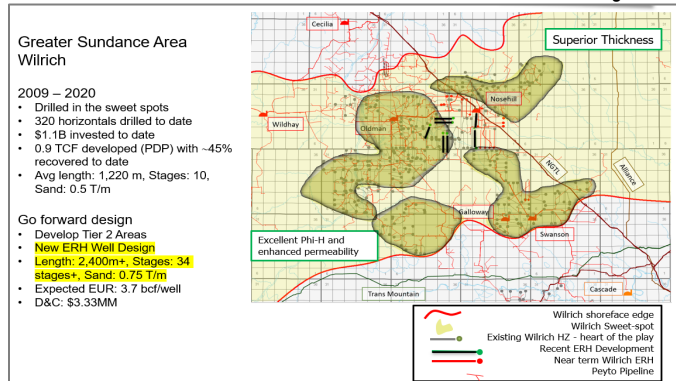 Greater Sundance Area
Wilrich
2009 – 2020
• Drilled in the sweet spots
• 320 horizontals drilled to date
• $1.1B invested to date
• 0.9 TCF developed (PDP) with ~45%
recovered to date
• Avg length: 1,220 m, Stages: 10,
Sand: 0.5 T/m
Go forward design
• Develop Tier 2 Areas
• New ERH Well Design
• Length: 2,400m+, Stages: 34
stages+, Sand: 0.75 T/m
• Expected EUR: 3.7 bcf/well
• D&C: $3.33MM
Cecilia
Superior Thickness
Nosehill
Wildhay
Oldman
NGTL
Alliance
Galloway
Swanson
Excellent Phi-H and
enhanced permeability
Trans Mountain
Cascade
Wilrich shoreface edge
Wilrich Sweet-spot
Existing Wilrich HZ - heart of the play
Recent ERH Development
Near term Wilrich ERH
Peyto Pipeline